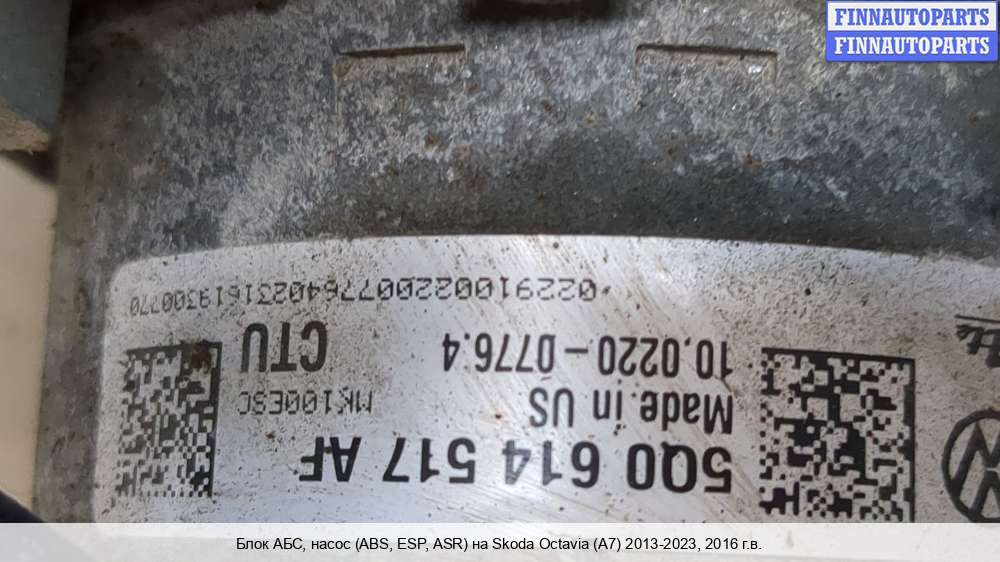 FINNAUTOPARTS
FINNAUTOPARTS
5Q0 614 517 AF
Made in US
MK100ESC
10.0220-0776.4
CTU
Блок АБС, насос (ABS, ESP, ASR) на Skoda Octavia (A7) 2013-2023, 2016 г.в.